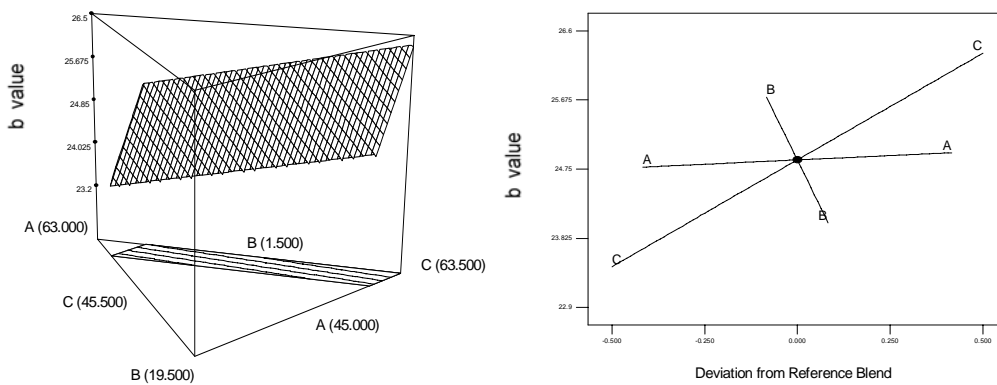 b value
26.5
25.675
24.85
24.025
23.2
A (63.000)
B (1.500)
C (63.500)
C (45.500)
A (45.000)
B (19.500)
b value
26.6
25.675
24.75
23.825
22.9
C
B
A
A
B
C
-0.500
-0.250
0.000
0.250
0.500
Deviation from Reference Blend